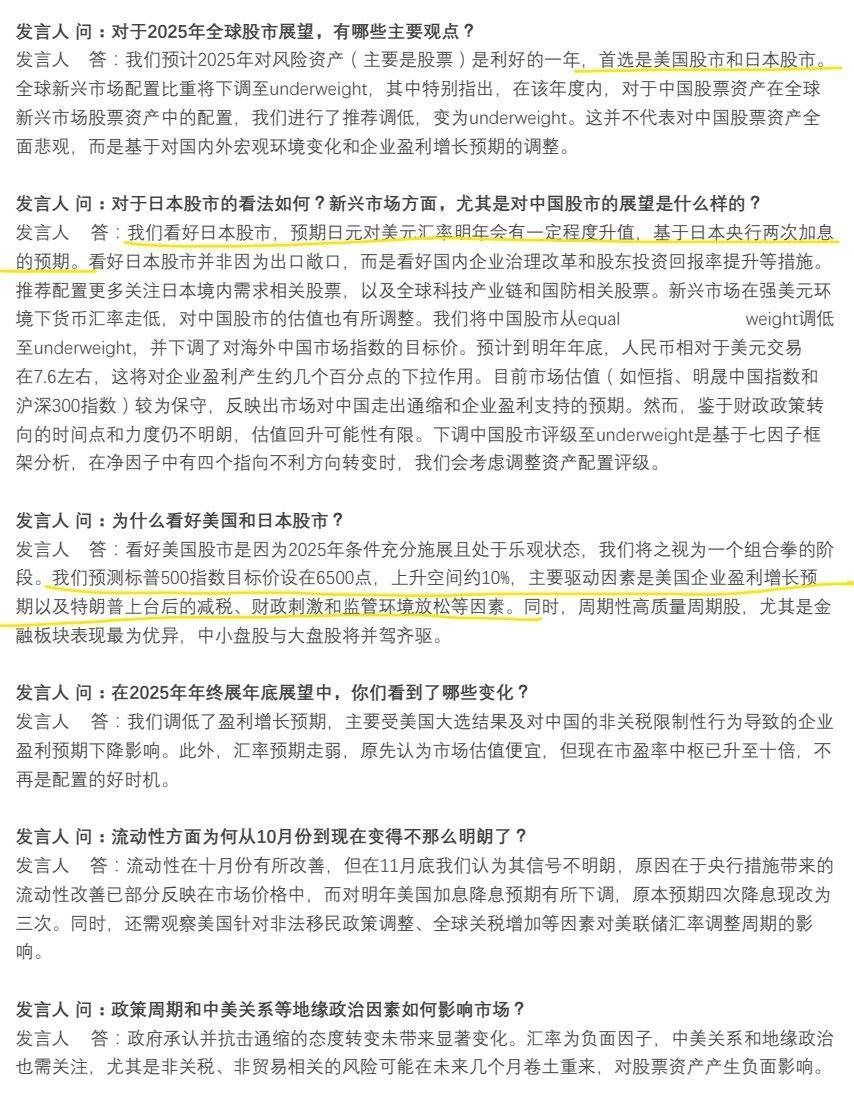 发言人 问：对于2025年全球股市展望，有哪些主要观点？
发言人 答：我们预计2025年对风险资产（主要是股票）是利好的一年，首选是美国股市和日本股市。
全球新兴市场配置比重将下调至underweight，其中特别指出，在该年度内，对于中国股票资产在全球
新兴市场股票资产中的配置，我们进行了推荐调低，变为underweight。这并不代表对中国股票资产全
面悲观，而是基于对国内外宏观环境变化和企业盈利增长预期的调整。
发言人 问：对于日本股市的看法如何？新兴市场方面，尤其是对中国股市的展望是什么样的？
发言人 答：我们看好日本股市，预期日元对美元汇率明年会有一定程度升值，基于日本央行两次加息
的预期。看好日本股市并非因为出口敞口，而是看好国内企业治理改革和股东投资回报率提升等措施。
推荐配置更多关注日本境内需求相关股票，以及全球科技产业链和国防相关股票。新兴市场在强美元环
境下货币汇率走低，对中国股市的估值也有所调整。我们将中国股市从equal weight调低
至underweight，并下调了对海外中国市场指数的目标价。预计到明年年底，人民币相对于美元交易
在7.6左右，这将对企业盈利产生约几个百分点的下拉作用。目前市场估值（如恒指、明晟中国指数和
沪深300指数）较为保守，反映出市场对中国走出通缩和企业盈利支持的预期。然而，鉴于财政政策转
向的时间点和力度仍不明朗，估值回升可能性有限。下调中国股市评级至underweight是基于七因子框
架分析，在净因子中有四个指向不利方向转变时，我们会考虑调整资产配置评级。
发言人 问：为什么看好美国和日本股市？
发言人 答：看好美国股市是因为2025年条件充分施展且处于乐观状态，我们将之视为一个组合拳的阶
段。我们预测标普500指数目标价设在6500点，上升空间约10%，主要驱动因素是美国企业盈利增长预
期以及特朗普上台后的减税、财政刺激和监管环境放松等因素。同时，周期性高质量周期股，尤其是金
融板块表现最为优异，中小盘股与大盘股将并驾齐驱。
发言人 问：在2025年年终展年底展望中，你们看到了哪些变化？
发言人 答：我们调低了盈利增长预期，主要受美国大选结果及对中国的非关税限制性行为导致的企业
盈利预期下降影响。此外，汇率预期走弱，原先认为市场估值便宜，但现在市盈率中枢已升至十倍，不
再是配置的好时机。
发言人 问：流动性方面为何从10月份到现在变得不那么明朗了？
发言人 答：流动性在十月份有所改善，但在11月底我们认为其信号不明朗，原因在于央行措施带来的
流动性改善已部分反映在市场价格中，而对明年美国加息降息预期有所下调，原本预期四次降息现改为
三次。同时，还需观察美国针对非法移民政策调整、全球关税增加等因素对美联储汇率调整周期的影
响。
发言人 问：政策周期和中美关系等地缘政治因素如何影响市场？
发言人 答：政府承认并抗击通缩的态度转变未带来显著变化。汇率为负面因子，中美关系和地缘政治
也需关注，尤其是非关税、非贸易相关的风险可能在未来几个月卷土重来，对股票资产产生负面影响。